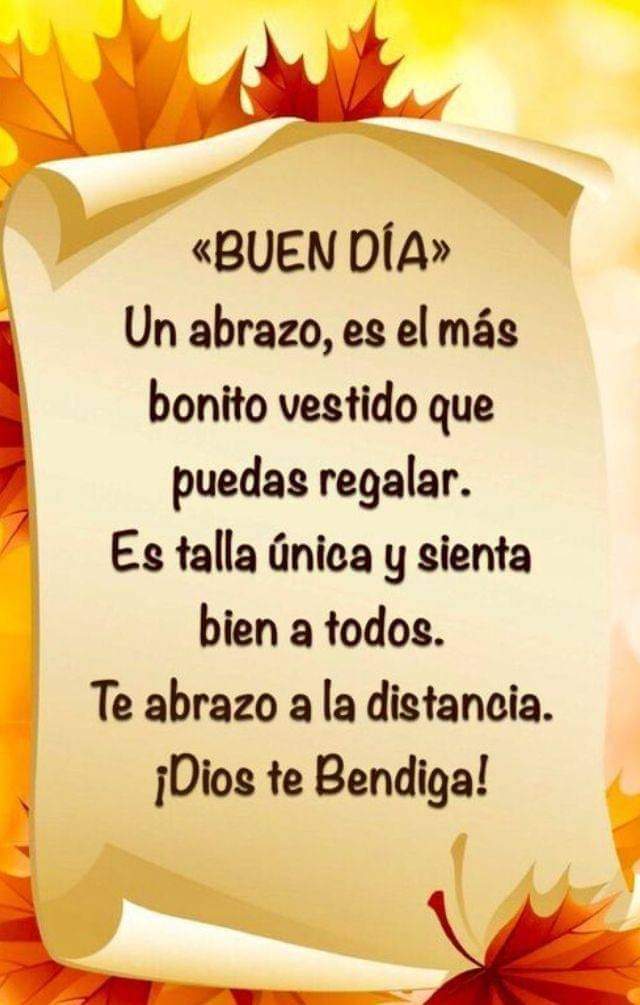 «BUEN DÍA»
Un abrazo, es el más
bonito vestido que
puedas regalar.
Es talla única y sienta
bien a todos.
Te abrazo a la distancia.
¡Dios te Bendiga!